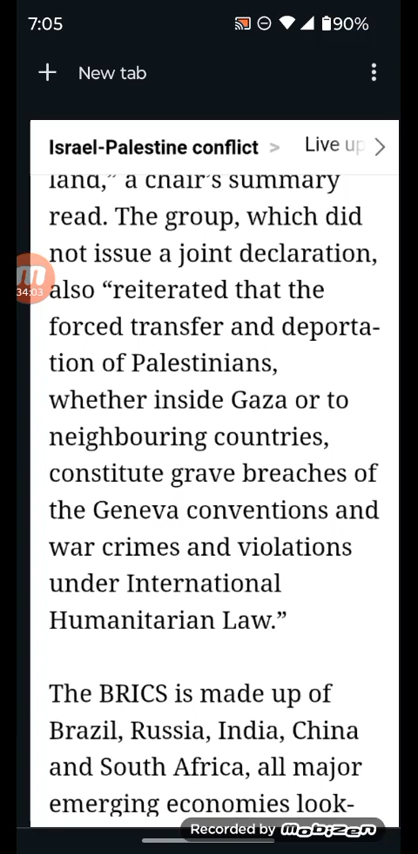 7:05
90%
+ New tab
Israel-Palestine conflict > Live up >
land,” a chair’s summary
read. The group, which did
not issue a joint declaration,
34:03
also “reiterated that the
forced transfer and deporta-
tion of Palestinians,
whether inside Gaza or to
neighbouring countries,
constitute grave breaches of
the Geneva conventions and
war crimes and violations
under International
Humanitarian Law.”
The BRICS is made up of
Brazil, Russia, India, China
and South Africa, all major
emerging economies look-
Recorded by mobizen